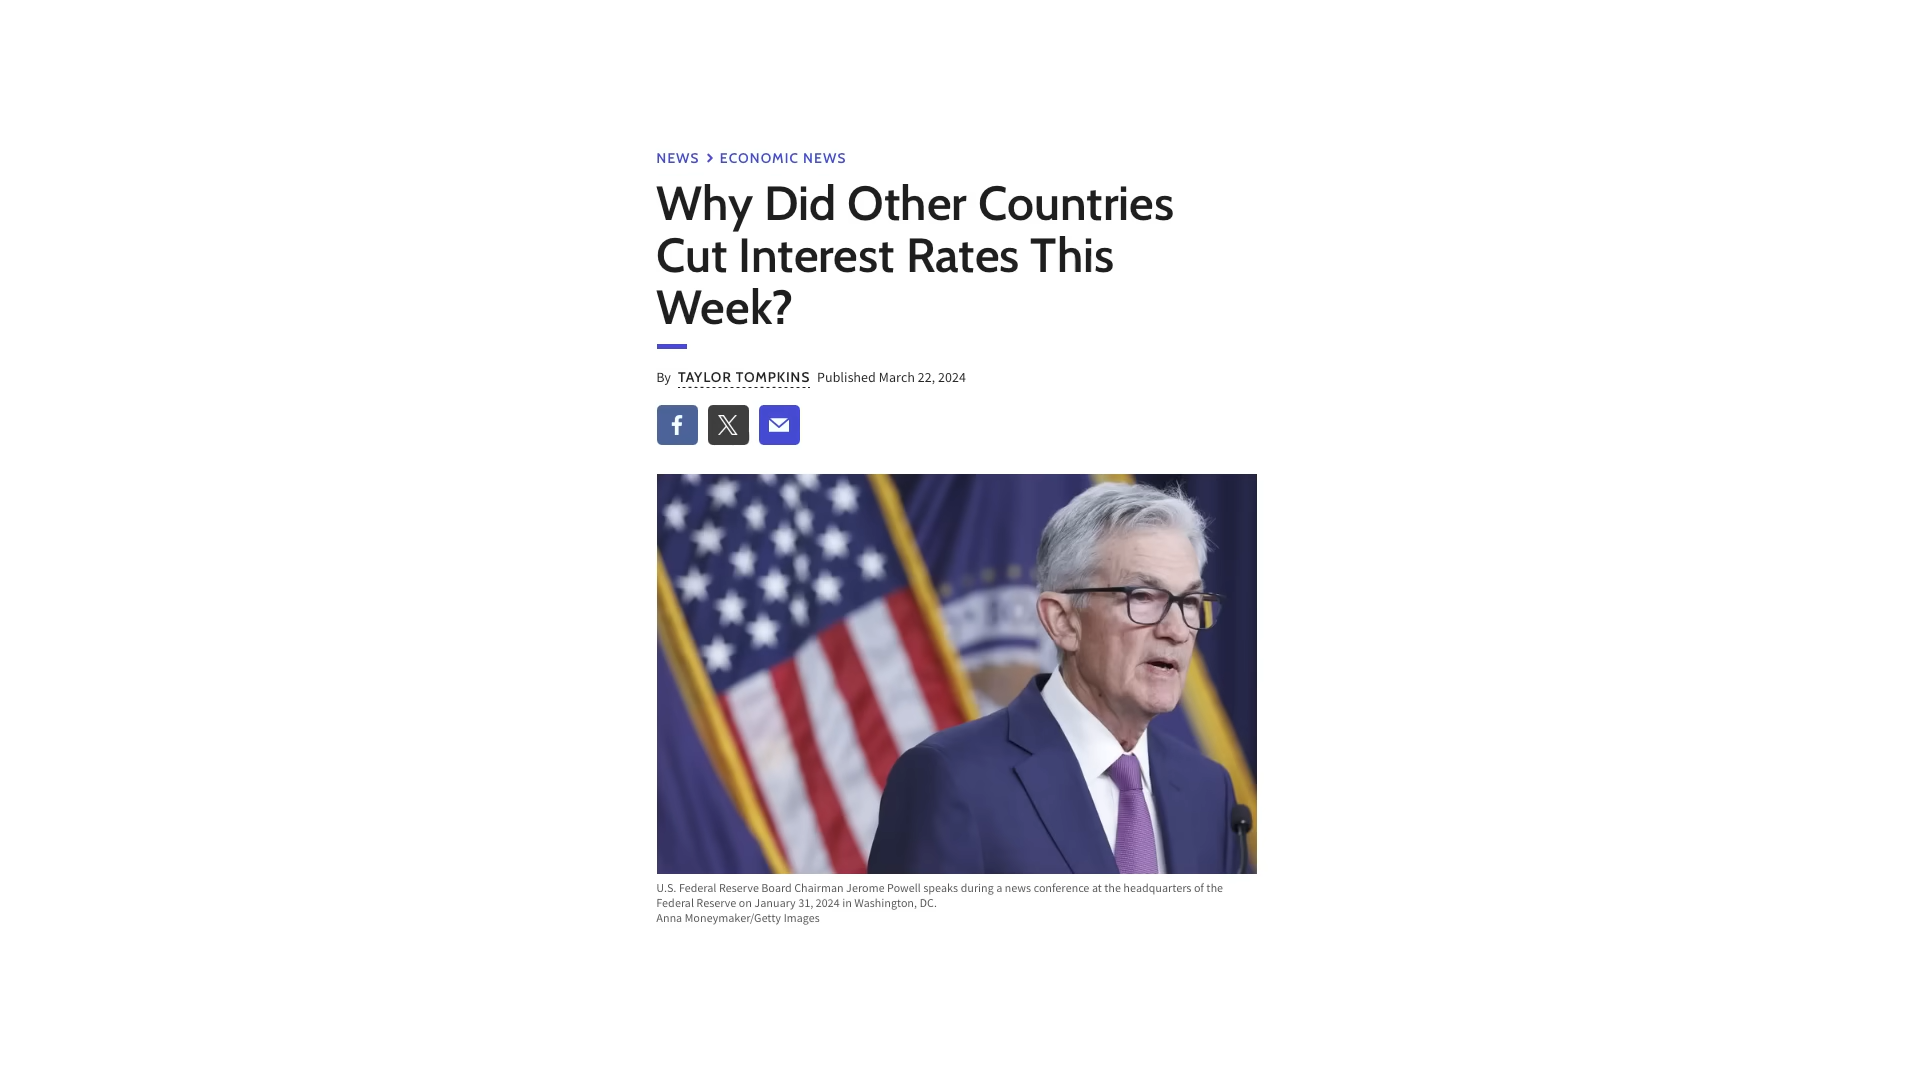 NEWS > ECONOMIC NEWS
Why Did Other Countries
Cut Interest Rates This
Week?
By TAYLOR TOMPKINS Published March 22, 2024
U.S. Federal Reserve Board Chairman Jerome Powell speaks during a news conference at the headquarters of the
Federal Reserve on January 31, 2024 in Washington, DC.
Anna Moneymaker/Getty Images